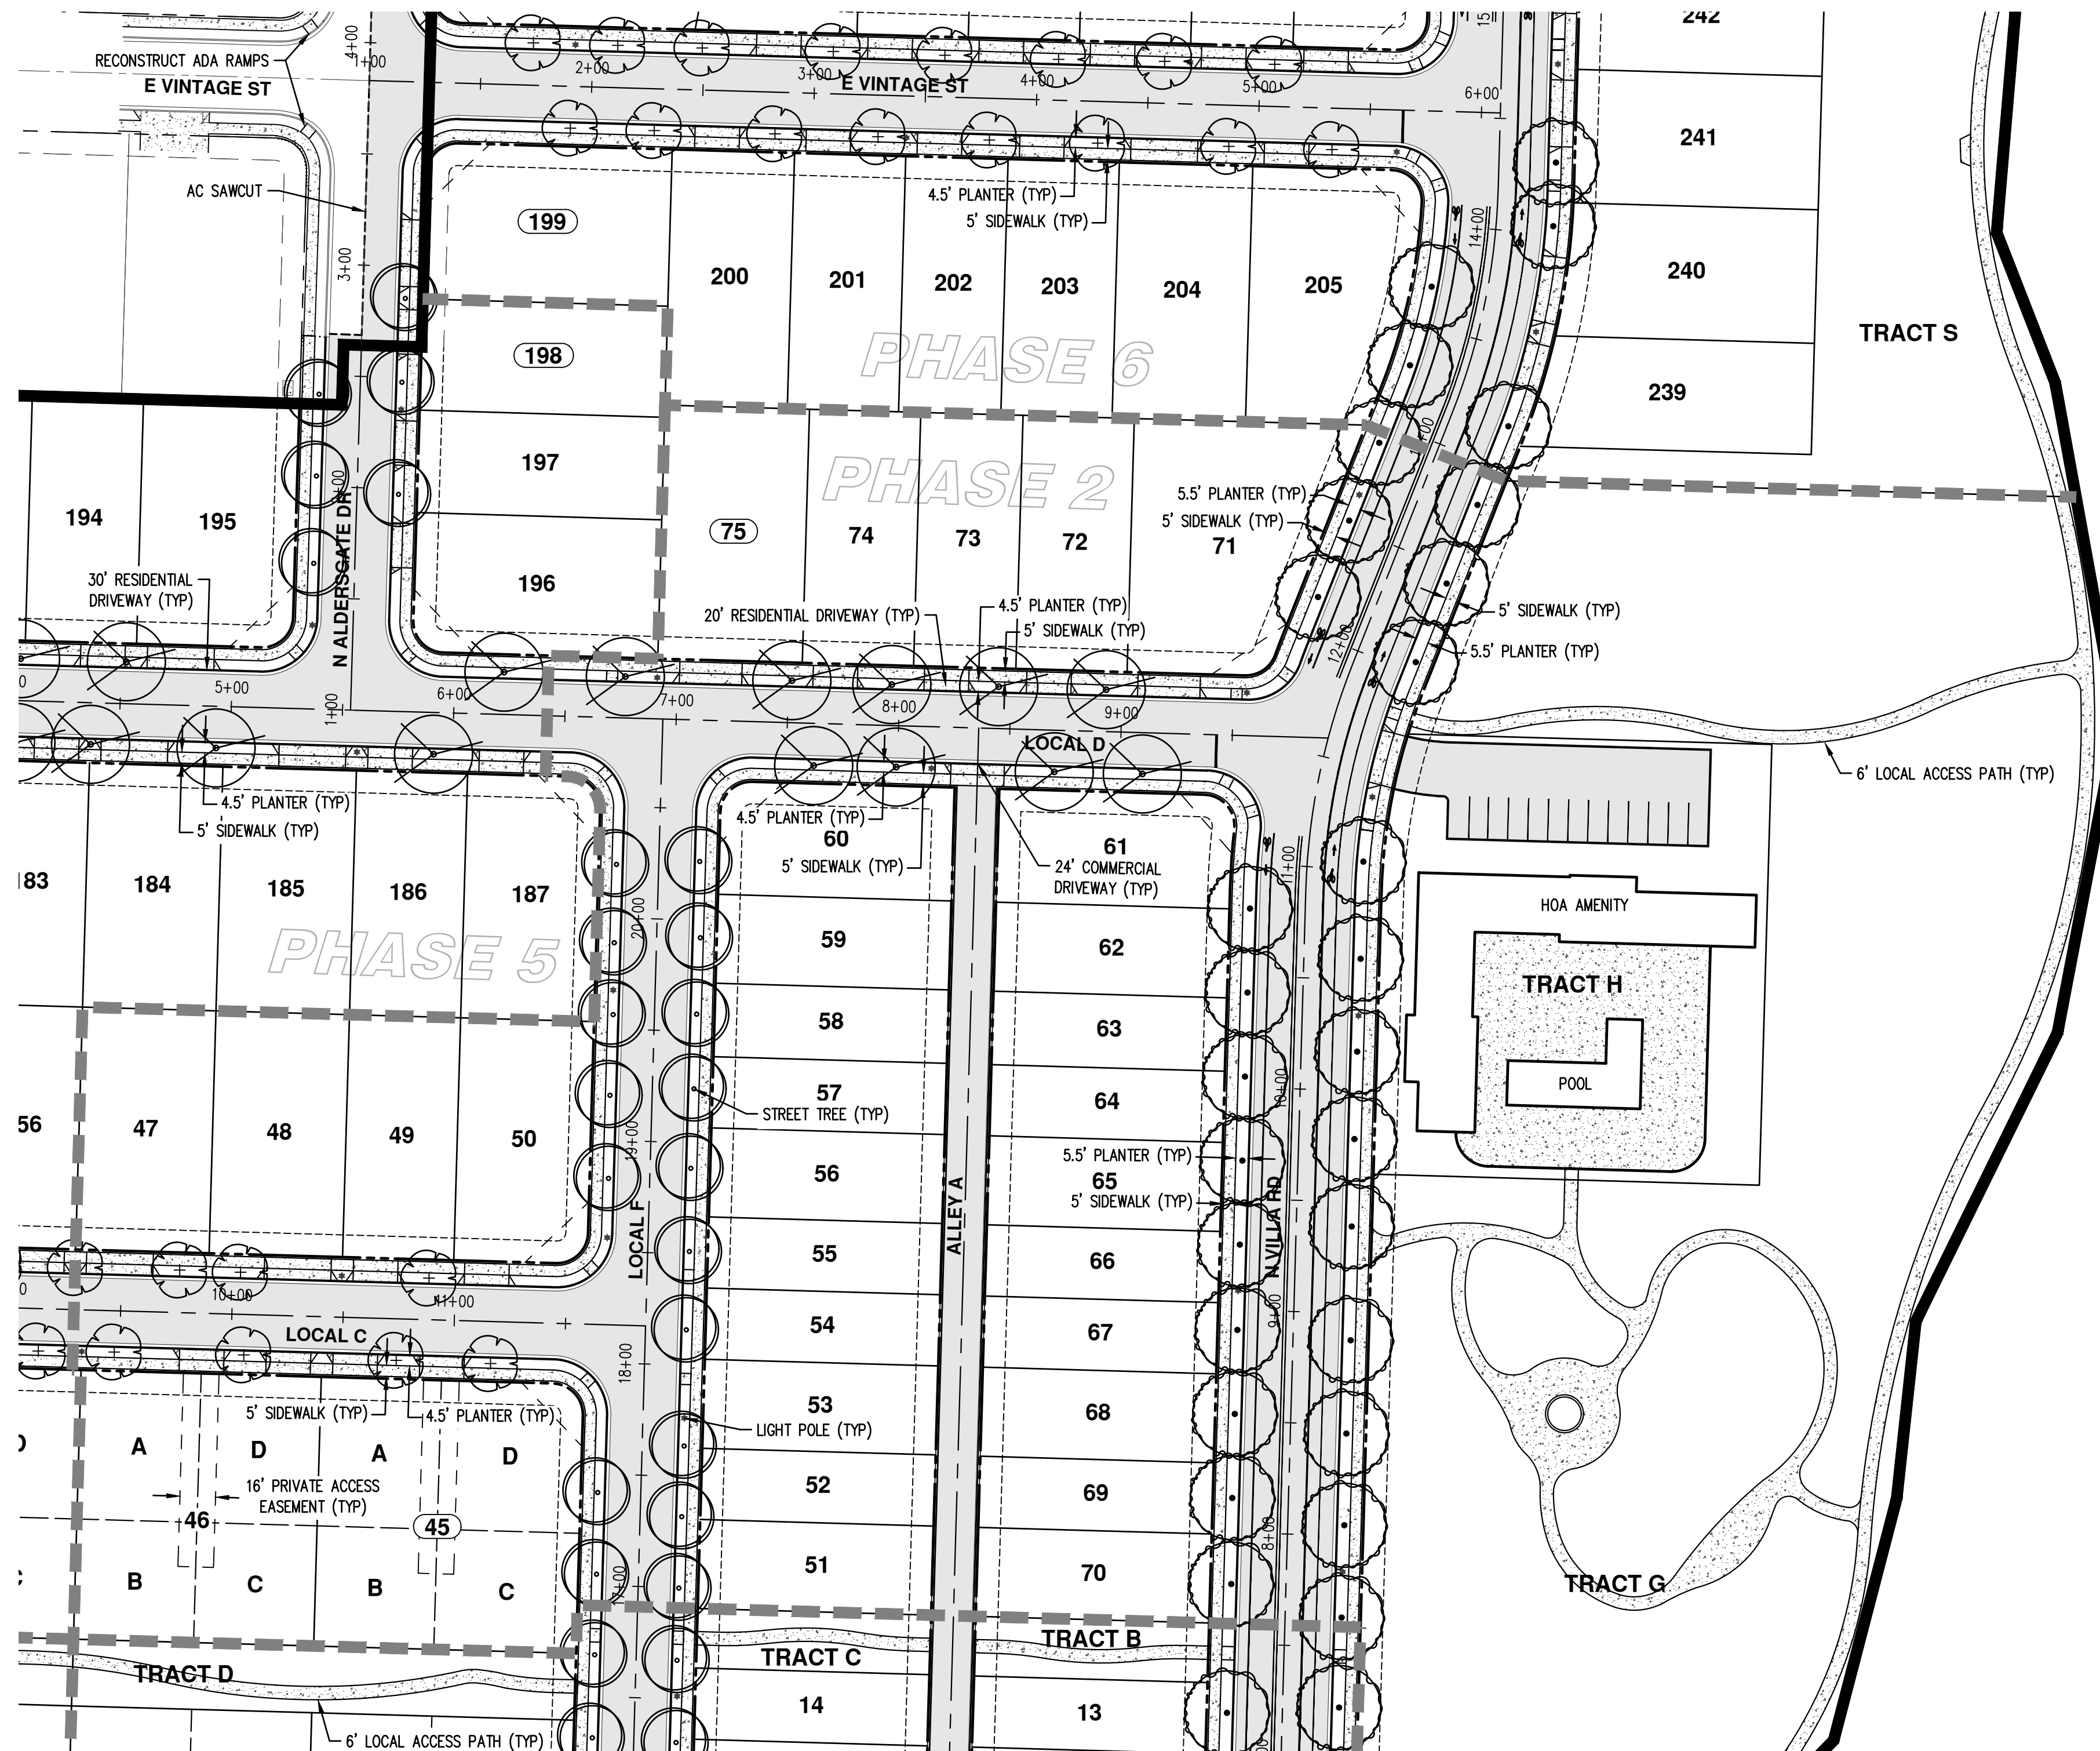 242
15
4+00
1+00
RECONSTRUCT ADA RAMPS
E VINTAGE ST
2+00
3+00
E VINTAGE ST
4+00
5+00
6+00
241
AC SAWCUT
3+00
199
4.5' PLANTER (TYP)
5' SIDEWALK (TYP)
14+00
200
201
202
203
204
205
240
TRACT S
198
PHASE 6
239
197
PHASE 2
194
195
N ALDERSGATE DR
75
74
73
72
71
5.5' PLANTER (TYP)
5' SIDEWALK (TYP)
30' RESIDENTIAL
DRIVEWAY (TYP)
196
20' RESIDENTIAL DRIVEWAY (TYP)
4.5' PLANTER (TYP)
5' SIDEWALK (TYP)
12+00
5' SIDEWALK (TYP)
5.5' PLANTER (TYP)
5+00
1+00
6+00
7+00
8+00
9+00
LOCAL D
6' LOCAL ACCESS PATH (TYP)
4.5' PLANTER (TYP)
5' SIDEWALK (TYP)
4.5' PLANTER (TYP)
60
5' SIDEWALK (TYP)
61
24' COMMERCIAL
DRIVEWAY (TYP)
11+00
184
185
186
187
20+00
HOA AMENITY
PHASE 5
59
62
TRACT H
58
63
POOL
57
STREET TREE (TYP)
64
10+00
56
47
48
49
50
19+00
56
5.5' PLANTER (TYP)
65
5' SIDEWALK (TYP)
LOCAL F
ALLEY A
N VILLA RD
55
66
10+00
11+00
LOCAL C
54
67
9+00
18+00
5' SIDEWALK (TYP)
4.5' PLANTER (TYP)
53
LIGHT POLE (TYP)
68
A
D
A
D
16' PRIVATE ACCESS
EASEMENT (TYP)
46
45
52
69
8+00
B
C
B
C
51
70
TRACT G
TRACT D
TRACT C
TRACT B
14
13
6' LOCAL ACCESS PATH (TYP)